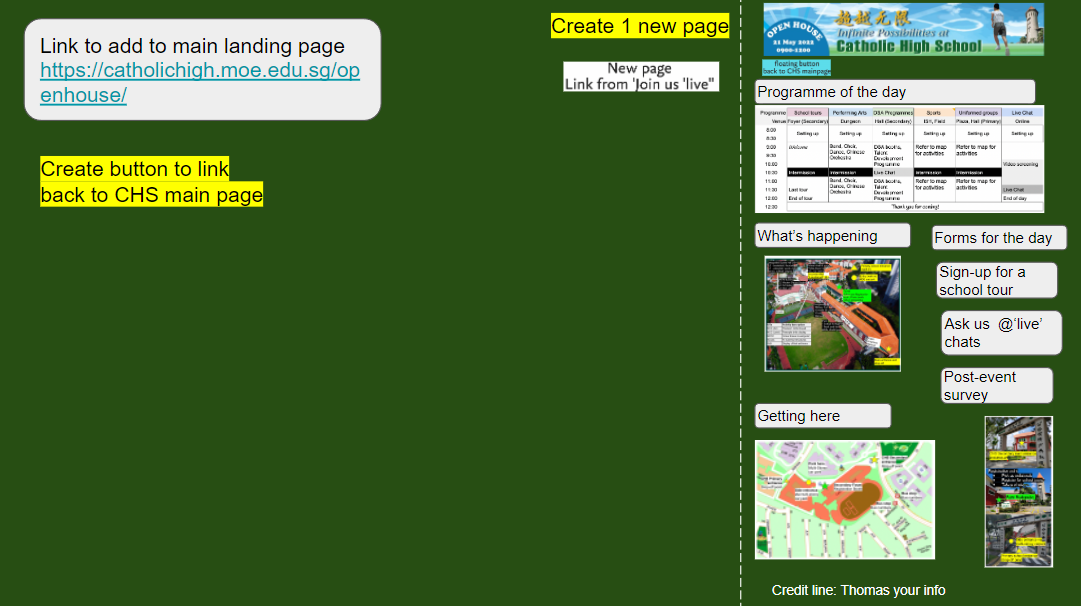 Link to add to main landing page
https://catholichigh.moe.edu.sg/op
enhouse/
Create button to link
back to CHS main page
Create 1 new page
New page
Link from 'Join us 'live"
OPEN HOUSE
21 May 2022
0900-1200
超越无限
Infinite Possibilities at
Catholic High School
floating button
back to CHS mainpage
Programme of the day
Programme School tours Performing Arts DSA Programmes Sports Uniformed groups Live Chat
Venue Foyer (Secondary) Dungeon Hall (Secondary) ISH, Field Plaza, Hall (Primary) Online
8.00
Setting up Setting up Setting up Setting up Setting up Setting up
8.30
9.00 Welcome Band, Choir, DSA booths, Refer to map Refer to map
Dance, Chinese Talent for activities activities
9.30 Orchestra Development
10.00 Programme Video screening
10.30 Intermission Intermission Live Chat Intermission Intermission
11.00 Band, Choir, DSA booths, Refer to map Refer to map
Dance, Chinese Talent for activities activities
11.30 Last tour Orchestra Development Live Chat
12.00 End of tour Programme End of day
12.30 Thank you for coming!
What's happening
Forms for the day
Sign-up for a
school tour
Ask us @'live'
chats
Post-event
survey
Getting here
Credit line: Thomas your info